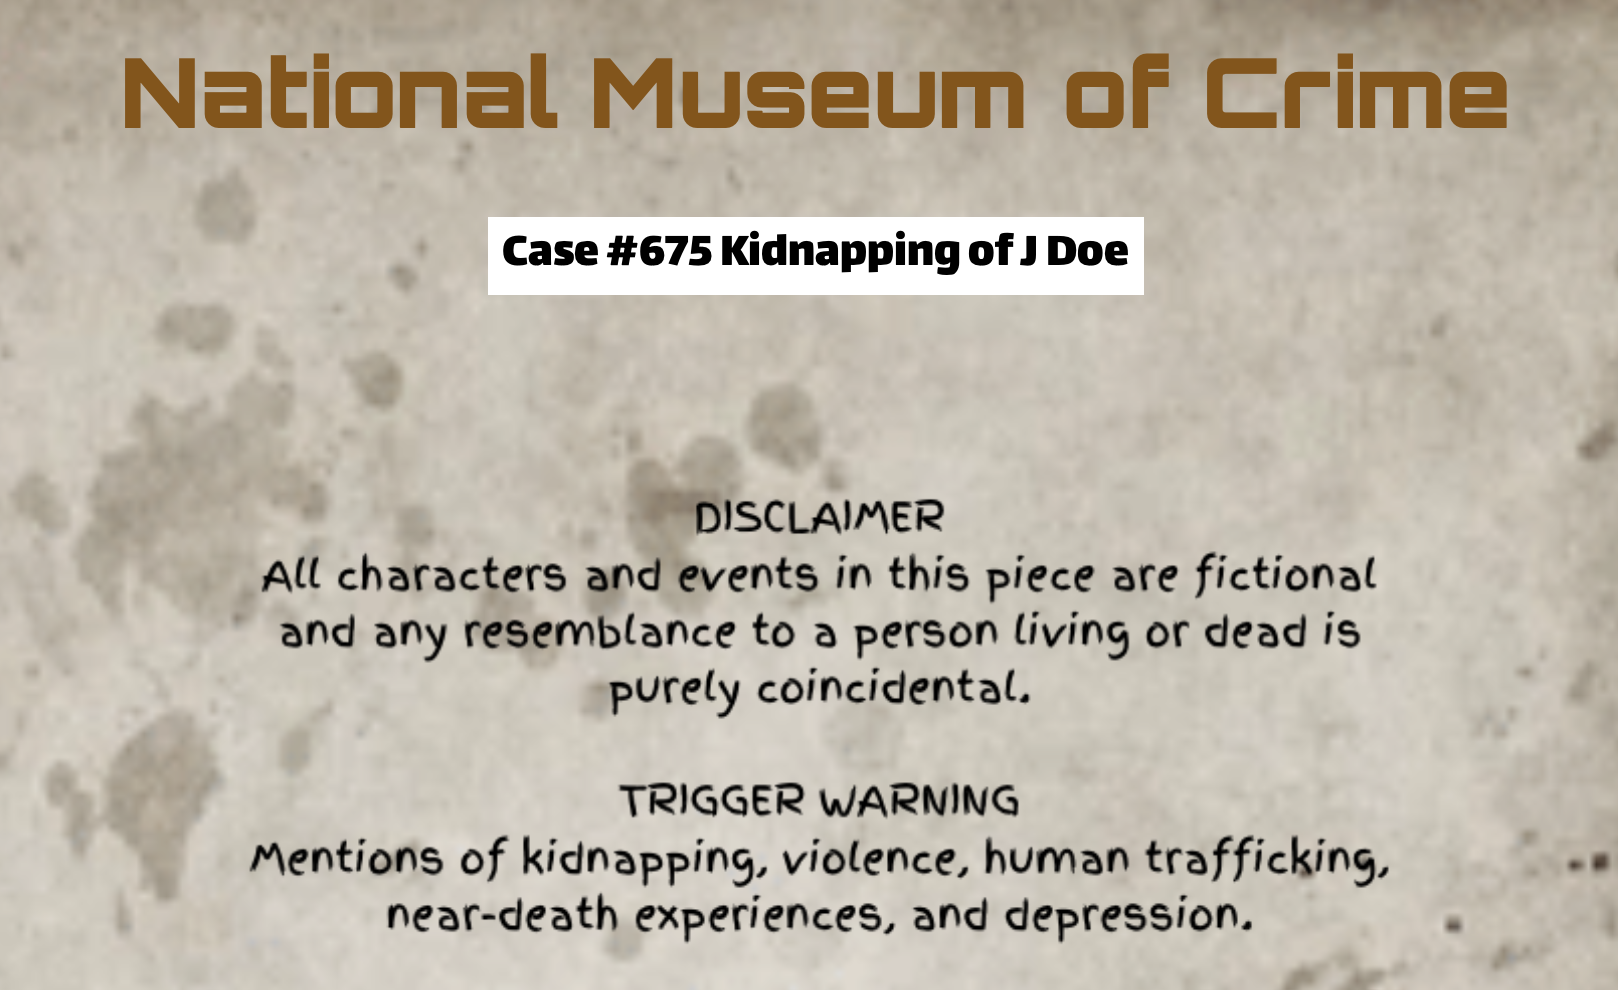 National Museum of Crime
Case #675 Kidnapping of J Doe
DISCLAIMER
All characters and events in this piece are fictional
and any resemblance to a person living or dead is
purely coincidental.
TRIGGER WARNING
Mentions of kidnapping, violence, human trafficking,
near-death experiences, and depression.